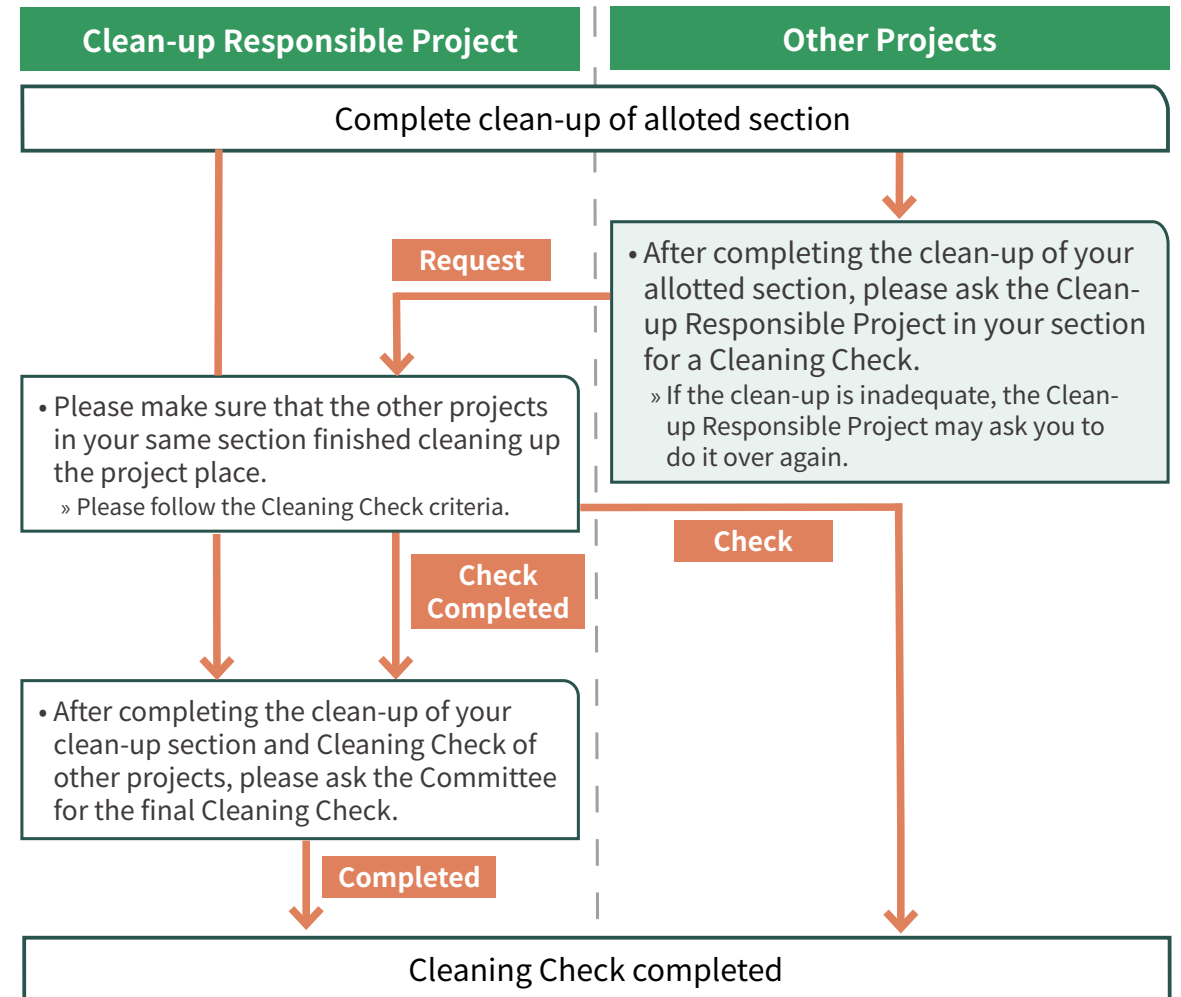 Clean-up Responsible Project
Other Projects
Complete clean-up of alloted section
Request
• After completing the clean-up of your
allotted section, please ask the Clean-
up Responsible Project in your section
for a Cleaning Check.
» If the clean-up is inadequate, the Clean-
up Responsible Project may ask you to
do it over again.
• Please make sure that the other projects
in your same section finished cleaning up
the project place.
» Please follow the Cleaning Check criteria.
Check
Check
Completed
• After completing the clean-up of your
clean-up section and Cleaning Check of
other projects, please ask the Committee
for the final Cleaning Check.
Completed
Cleaning Check completed